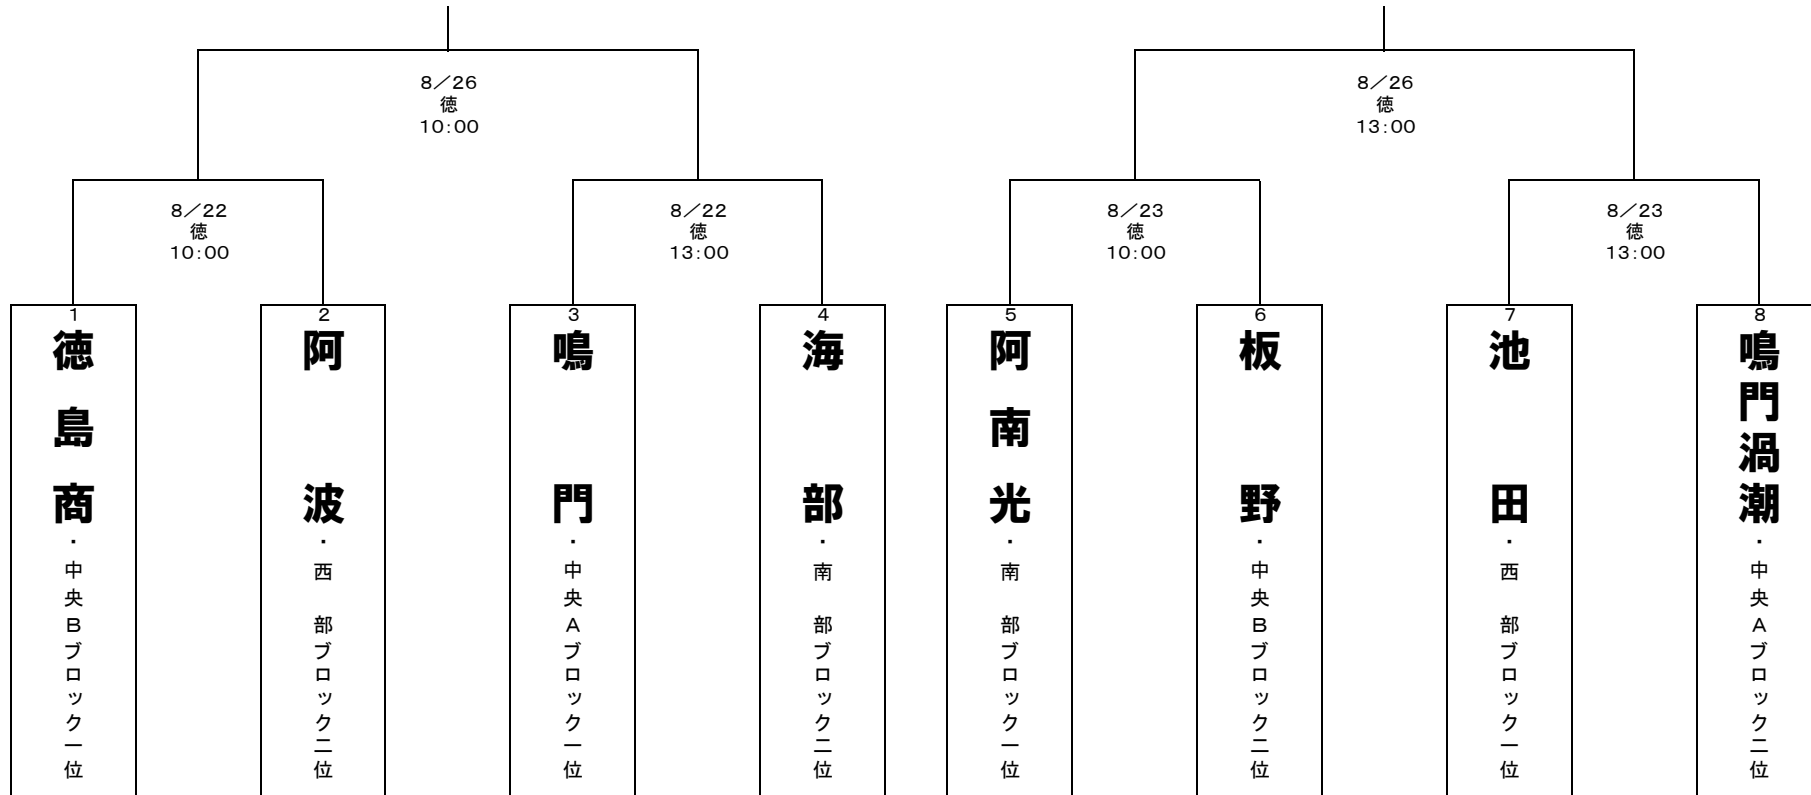 8／26
徳
10:00
8／26
徳
13:00
8／22
徳
10:00
8／22
徳
13:00
8／23
徳
10:00
8／23
徳
13:00
1
徳島商・中央Bブロック一位
2
阿波・西部ブロック二位
3
鳴門・中央Aブロック一位
4
海部・南部ブロック二位
5
阿南光・南部ブロック一位
6
板野・中央Bブロック二位
7
池田・西部ブロック一位
8
鳴門渦潮・中央Aブロック二位